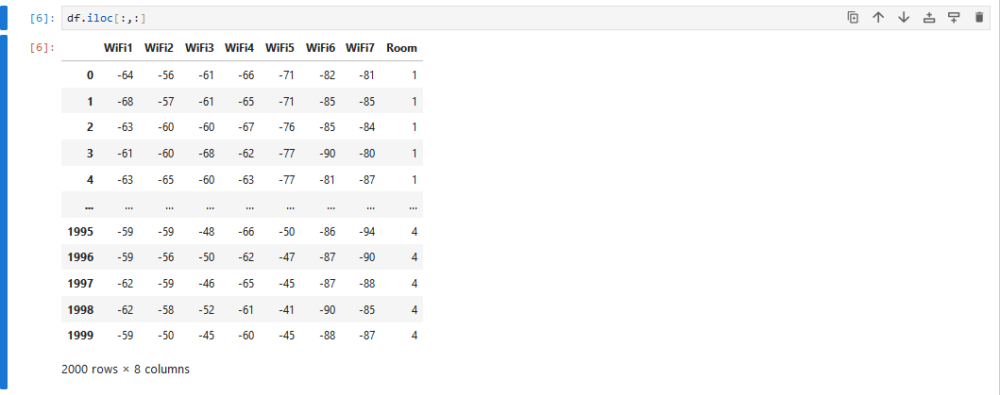 [6]: df.iloc[:,:]
[6]: WiFi1 WiFi2 WiFi3 WiFi4 WiFi5 WiFi6 WiFi7 Room
0 -64 -56 -61 -66 -71 -82 -81 1
1 -68 -57 -61 -65 -71 -85 -85 1
2 -63 -60 -60 -67 -76 -85 -84 1
3 -61 -60 -68 -62 -77 -90 -80 1
4 -63 -65 -60 -63 -77 -81 -87 1
... ... ... ... ... ... ... ... ...
1995 -59 -59 -48 -66 -50 -86 -94 4
1996 -59 -56 -50 -62 -47 -87 -90 4
1997 -62 -59 -46 -65 -45 -87 -88 4
1998 -62 -58 -52 -61 -41 -90 -85 4
1999 -59 -50 -45 -60 -45 -88 -87 4
2000 rows × 8 columns